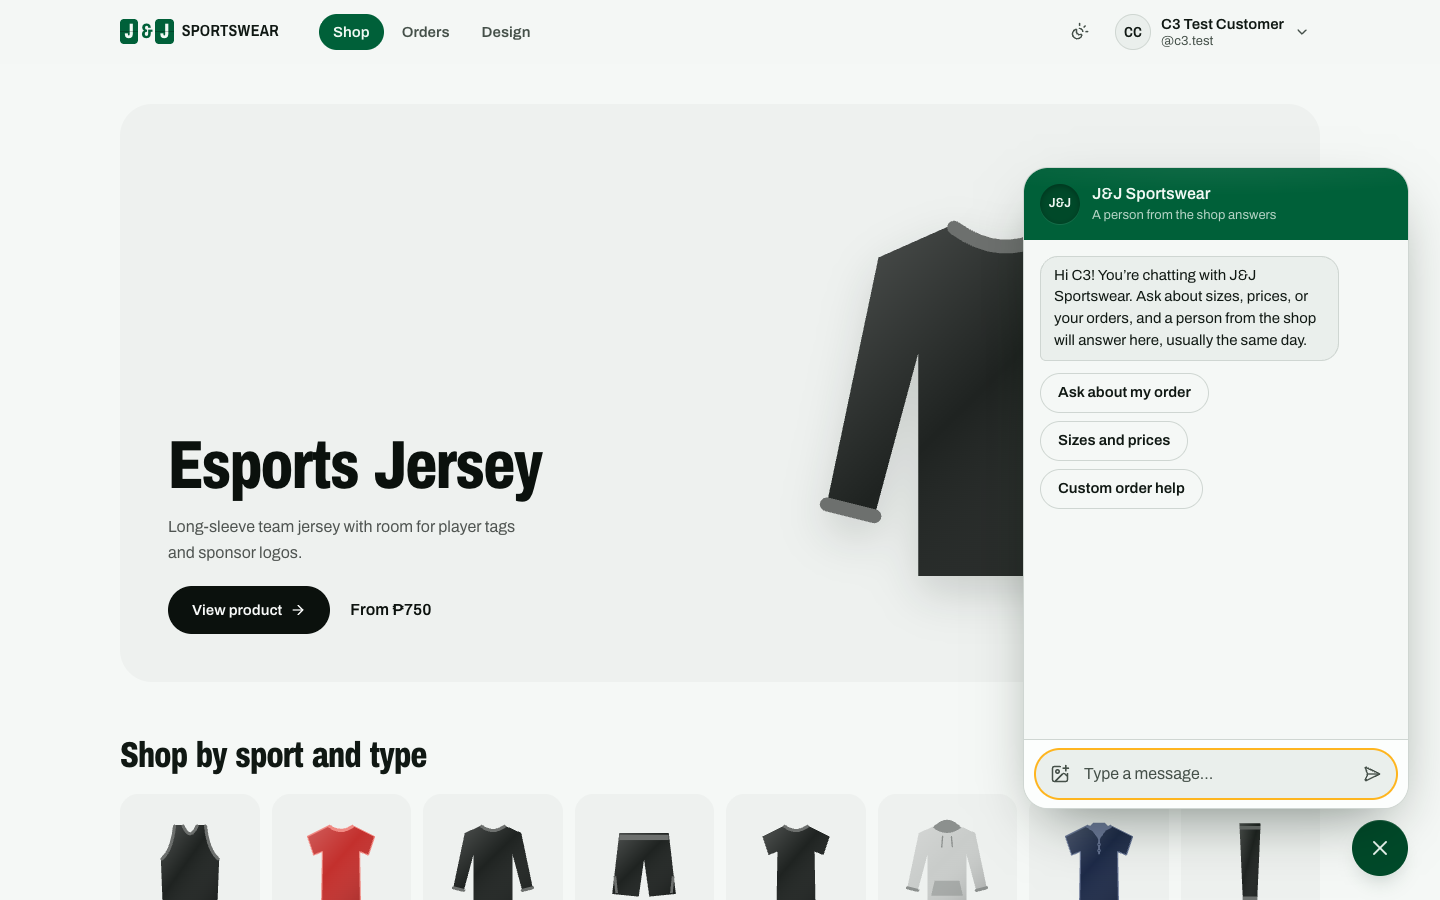 J & J SPORTSWEAR
Shop
Orders
Design
CC
C3 Test Customer
@c3.test
Esports Jersey
Long-sleeve team jersey with room for player tags
and sponsor logos.
View product
From ₱750
Shop by sport and type
J&J
J&J Sportswear
A person from the shop answers
Hi C3! You’re chatting with J&J
Sportswear. Ask about sizes, prices, or
your orders, and a person from the shop
will answer here, usually the same day.
Ask about my order
Sizes and prices
Custom order help
Type a message...